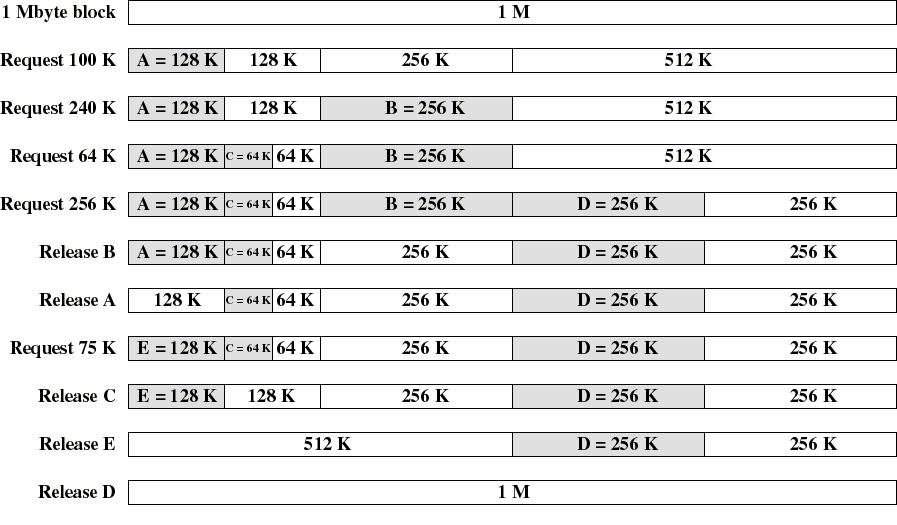 1 Mbyte block 1 M
Request 100 K A = 128 K 128 K 256 K 512 K
Request 240 K A = 128 K 128 K B = 256 K 512 K
Request 64 K A = 128 K C = 64 K 64 K B = 256 K 512 K
Request 256 K A = 128 K C = 64 K 64 K B = 256 K D = 256 K 256 K
Release B A = 128 K C = 64 K 64 K 256 K D = 256 K 256 K
Release A 128 K C = 64 K 64 K 256 K D = 256 K 256 K
Request 75 K E = 128 K C = 64 K 64 K 256 K D = 256 K 256 K
Release C E = 128 K 128 K 256 K D = 256 K 256 K
Release E 512 K D = 256 K 256 K
Release D 1 M